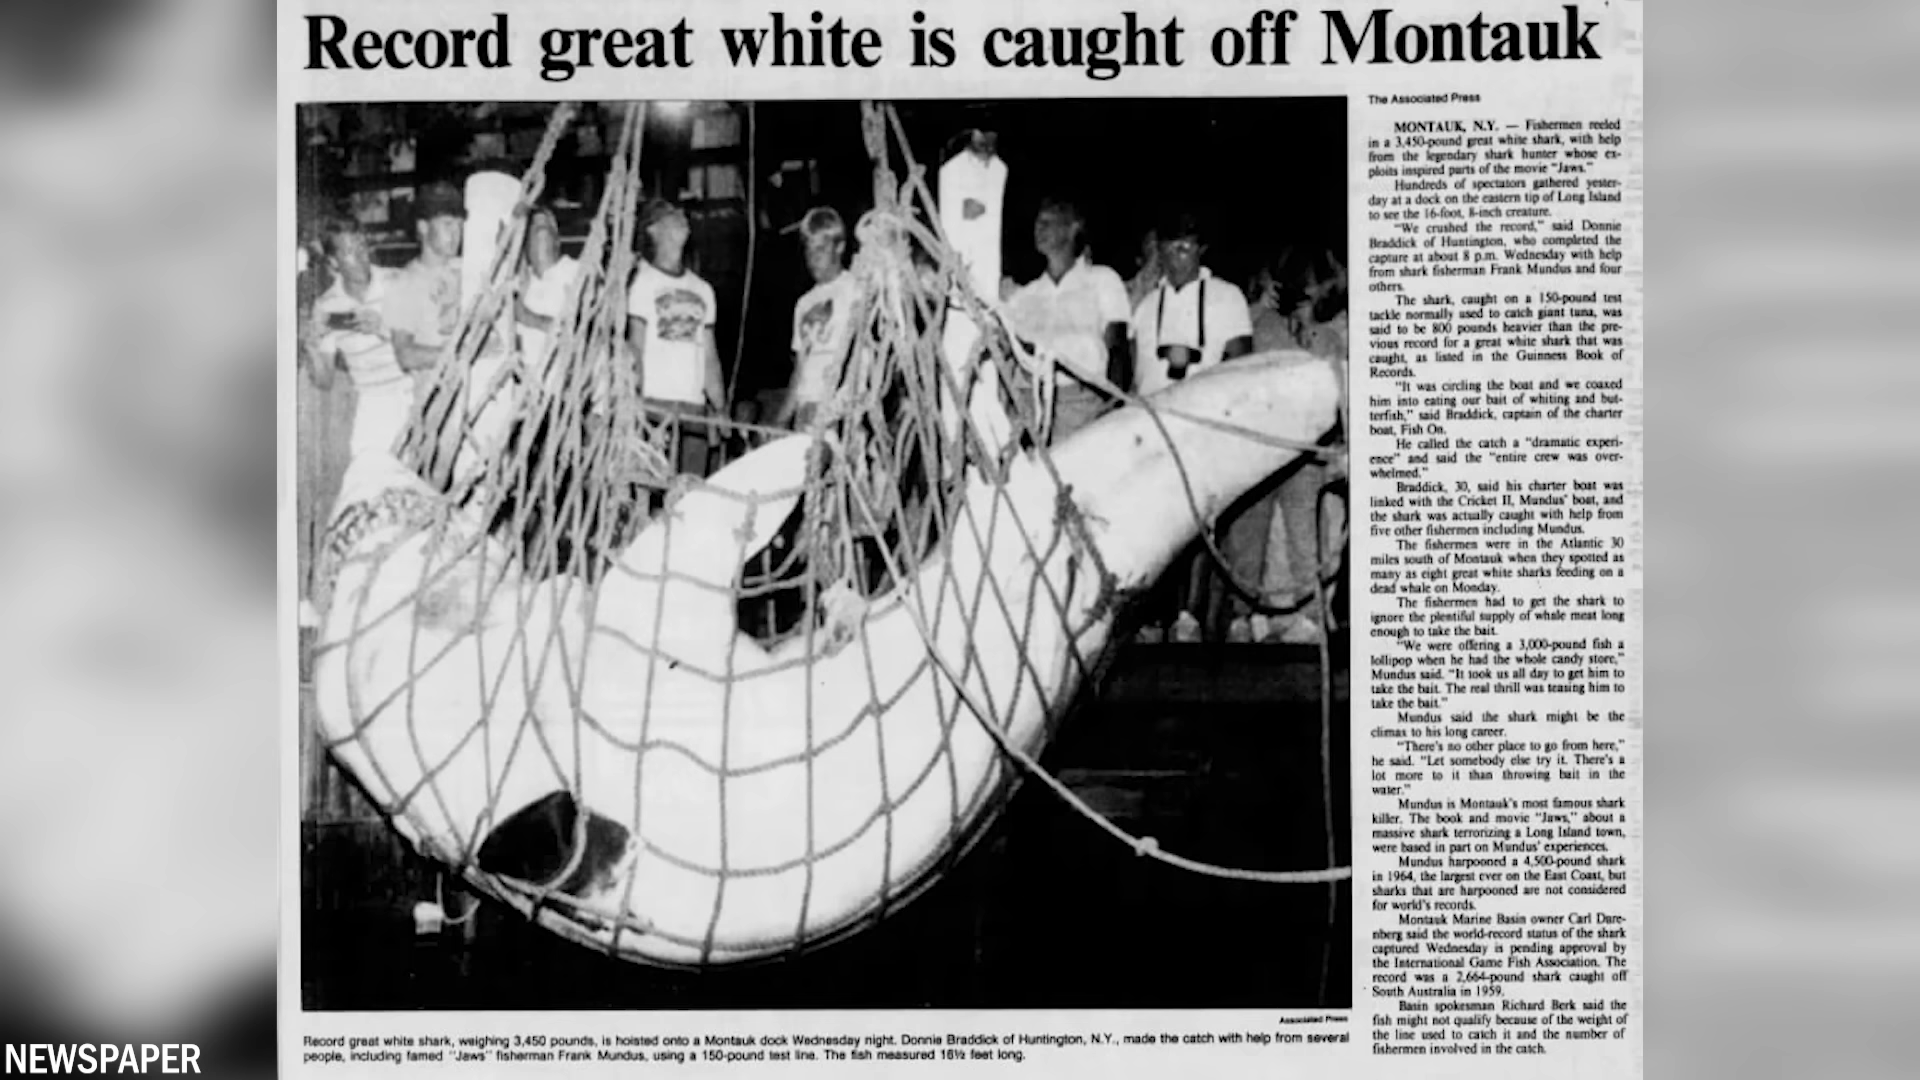 Record great white is caught off Montauk
The Associated Press
MONTAUK, N.Y. — Fishermen reeled
in a 3,450-pound great white shark, with help
from the legendary shark hunter whose ex-
ploits inspired parts of the movie "Jaws."
Hundreds of spectators gathered yester-
day at a dock on the eastern tip of Long Island
to see the 16-foot, 8-inch creature.
"We crushed the record," said Donnie
Braddick of Huntington, who completed the
capture at about 8 p.m. Wednesday with help
from shark fisherman Frank Mundus and four
others.
The shark, caught on a 150-pound test
tackle normally used to catch giant tuna, was
said to be 800 pounds heavier than the pre-
vious record for a great white shark that was
caught, as listed in the Guinness Book of
Records.
"It was circling the boat and we coaxed
him into eating our bait of whiting and but-
terfish," said Braddick, captain of the charter
boat, Fish On.
He called the catch a "dramatic experi-
ence" and said the "entire crew was over-
whelmed."
Braddick, 30, said his charter boat was
linked with the Cricket II, Mundus' boat, and
the shark was actually caught with help from
five other fishermen including Mundus.
The fishermen were in the Atlantic 30
miles south of Montauk when they spotted as
many as eight great white sharks feeding on a
dead whale on Monday.
The fishermen had to get the shark to
ignore the plentiful supply of whale meat long
enough to take the bait.
"We were offering a 3,000-pound fish a
lollipop when he had the whole candy store,"
Mundus said. "It took us all day to get him to
take the bait. The real thrill was teasing him to
take the bait."
Mundus said the shark might be the
climax to his long career.
"There's no other place to go from here,"
he said. "Let somebody else try it. There's a
lot more to it than throwing bait in the
water."
Mundus is Montauk's most famous shark
killer. The book and movie "Jaws," about a
massive shark terrorizing a Long Island town,
were based in part on Mundus' experiences.
Mundus harpooned a 4,500-pound shark
in 1964, the largest ever on the East Coast, but
sharks that are harpooned are not considered
for world's records.
Montauk Marine Basin owner Carl Dare-
nberg said the world-record status of the shark
captured Wednesday is pending approval by
the International Game Fish Association. The
record was a 2,664-pound shark caught off
South Australia in 1959.
Basin spokesman Richard Berk said the
fish might not qualify because of the weight of
the line used to catch it and the number of
fishermen involved in the catch.
Associated Press
Record great white shark, weighing 3,450 pounds, is hoisted onto a Montauk dock Wednesday night. Donnie Braddick of Huntington, N.Y., made the catch with help from several
people, including famed "Jaws" fisherman Frank Mundus, using a 150-pound test line. The fish measured 16½ feet long.
NEWSPAPER